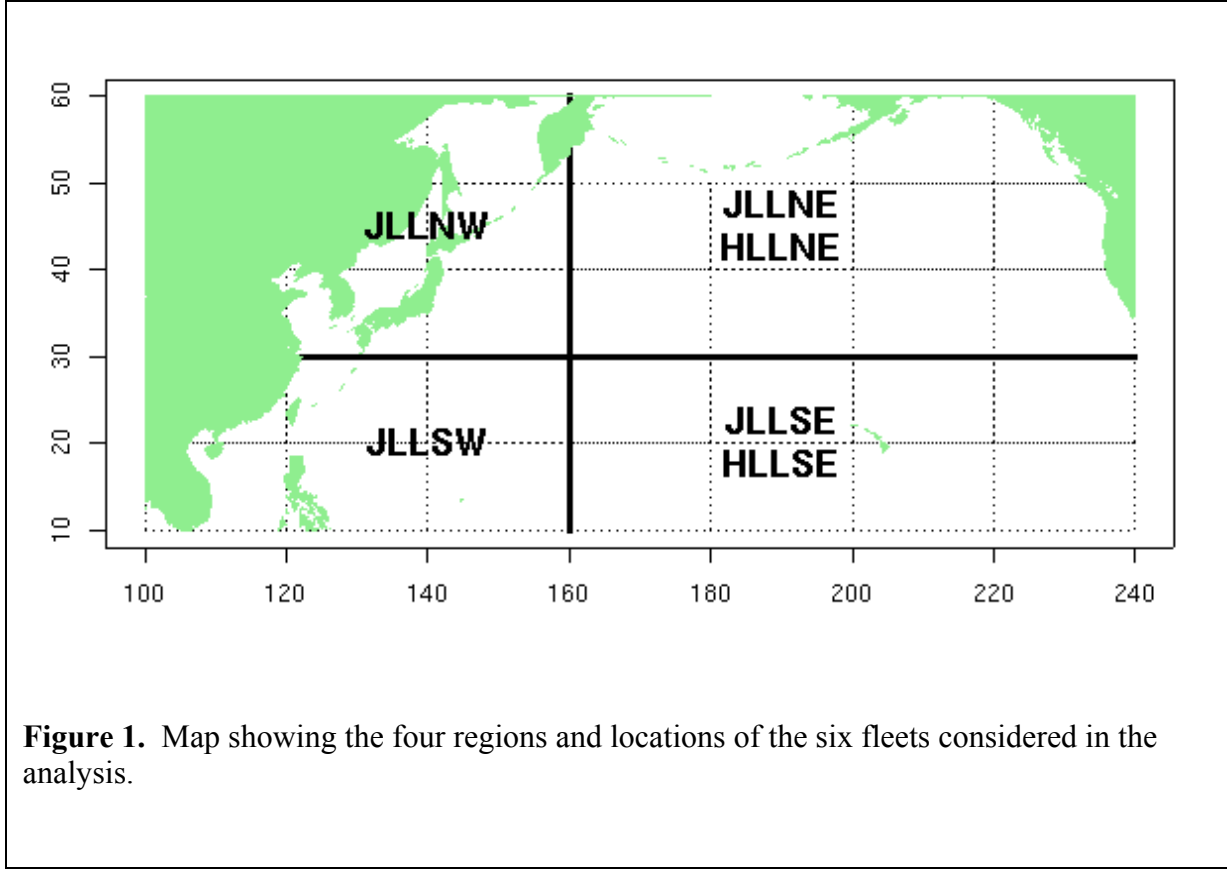 60
50
40
30
20
10
JLLNW
JLLNE
HLLNE
JLLSW
JLLSE
HLLSE
100 120 140 160 180 200 220 240
Figure 1. Map showing the four regions and locations of the six fleets considered in the
analysis.